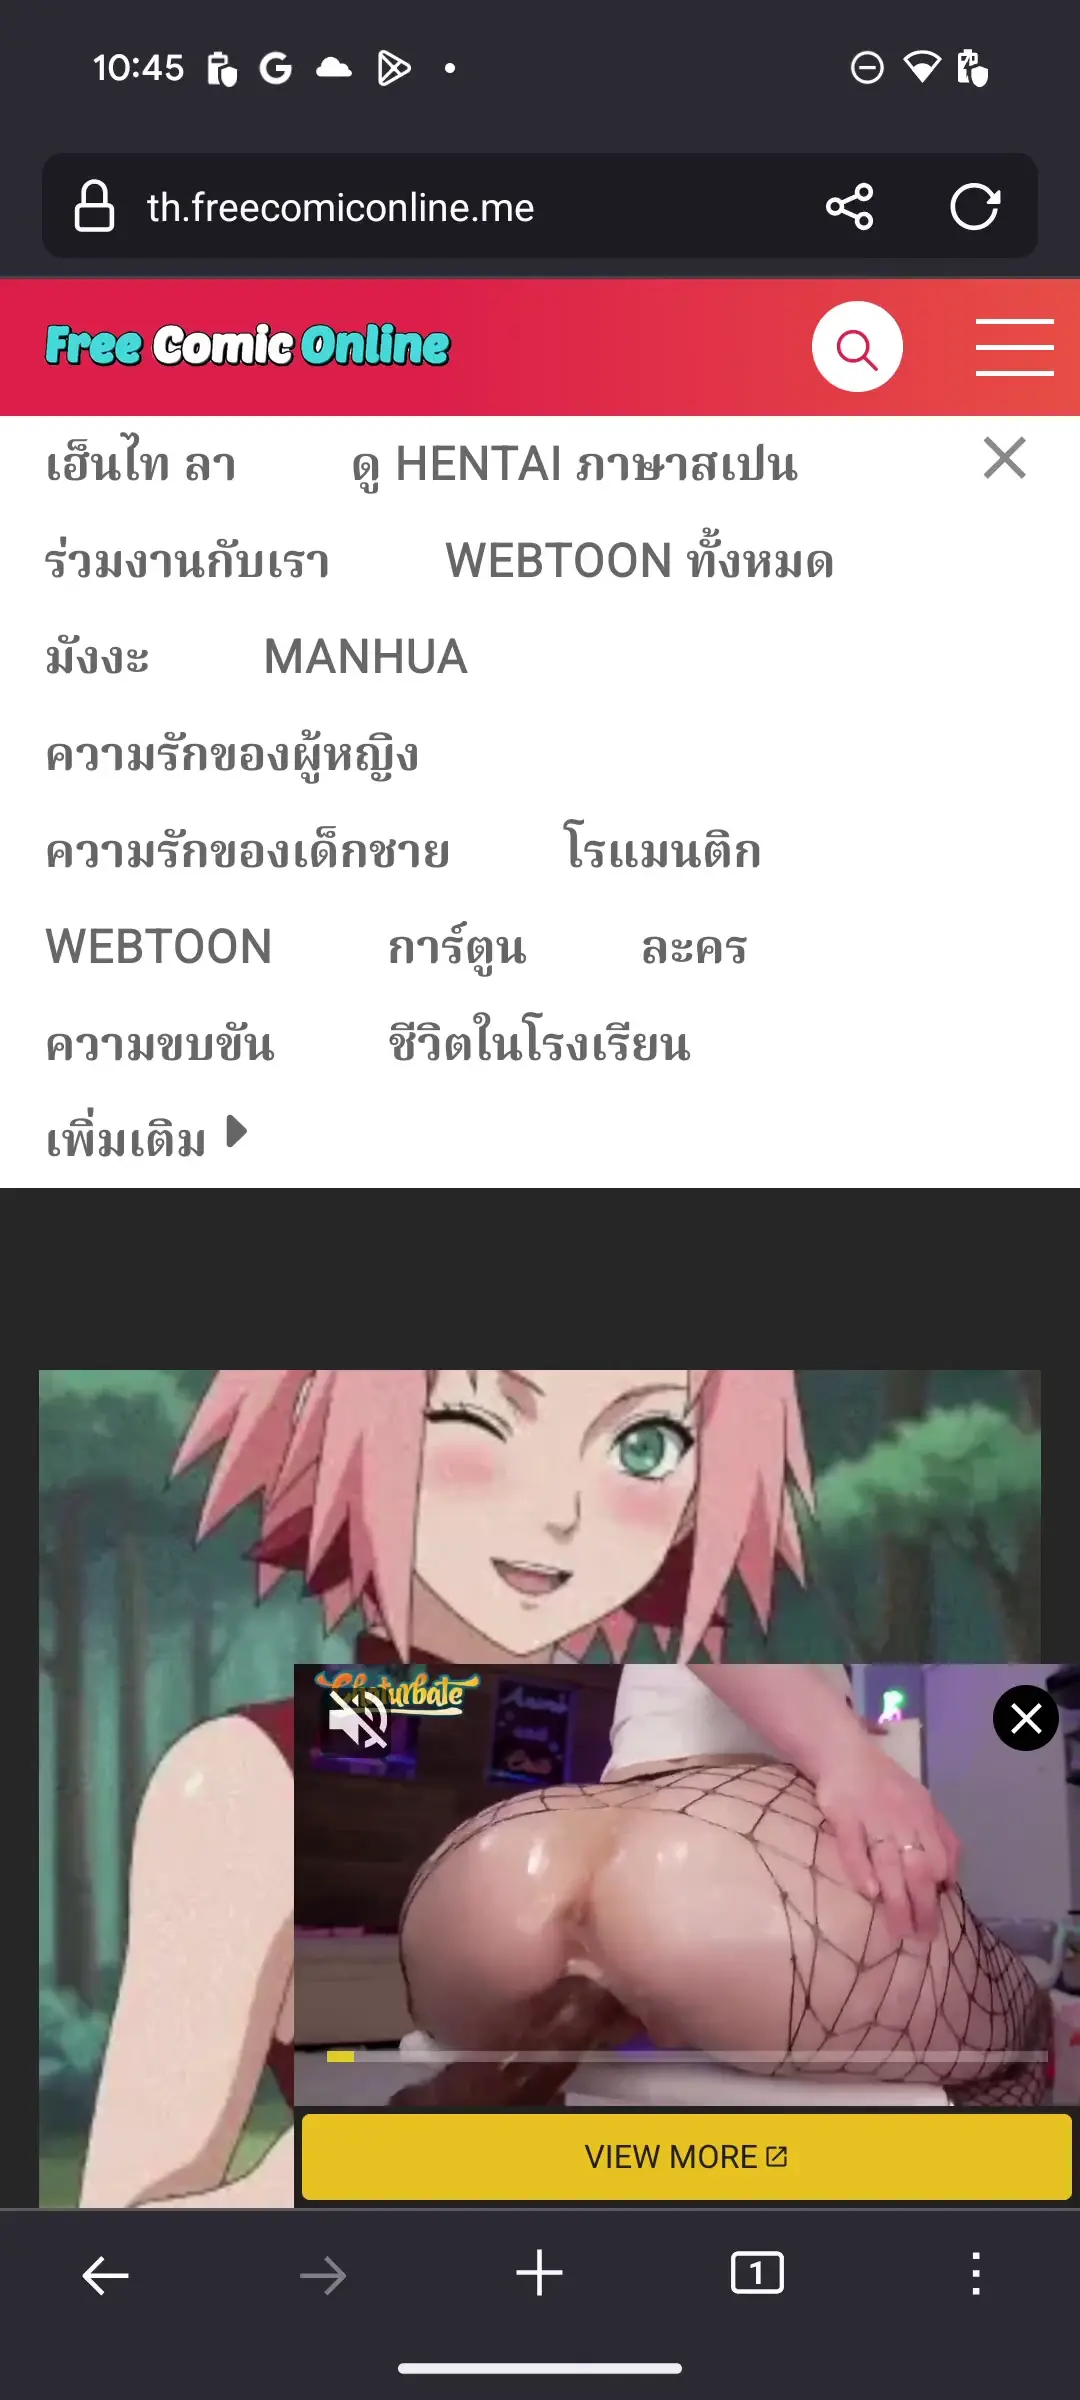 10:45
th.freecomiconline.me
Free Comic Online
เฮ็นไท ลา ดู HENTAI ภาษาสเปน
ร่วมงานกับเรา WEBTOON ทั้งหมด
มังงะ MANHUA
ความรักของผู้หญิง
ความรักของเด็กชาย โรแมนติก
WEBTOON การ์ตูน ละคร
ความขบขัน ชีวิตในโรงเรียน
เพิ่มเติม
Chaturbate
VIEW MORE
1